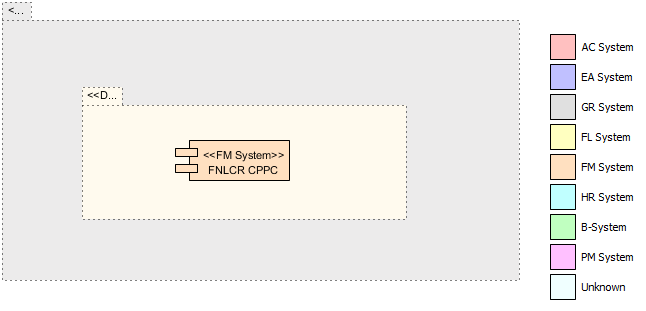 <...
<<D...
<<FM System>>
FNLCR CPPC
AC System
EA System
GR System
FL System
FM System
HR System
B-System
PM System
Unknown